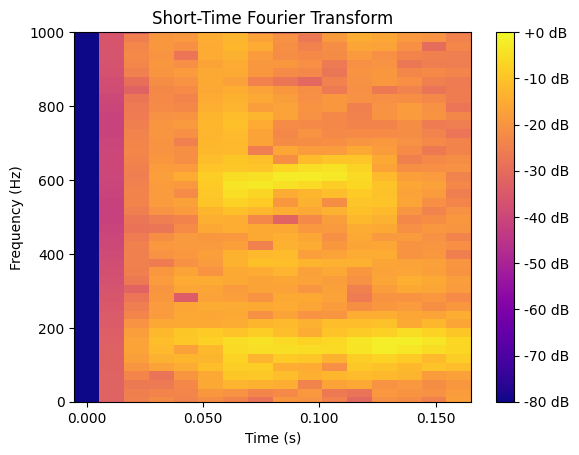 Short-Time Fourier Transform
1000
800
600
400
200
0
Frequency (Hz)
0.000
0.050
0.100
0.150
Time (s)
+0 dB
-10 dB
-20 dB
-30 dB
-40 dB
-50 dB
-60 dB
-70 dB
-80 dB